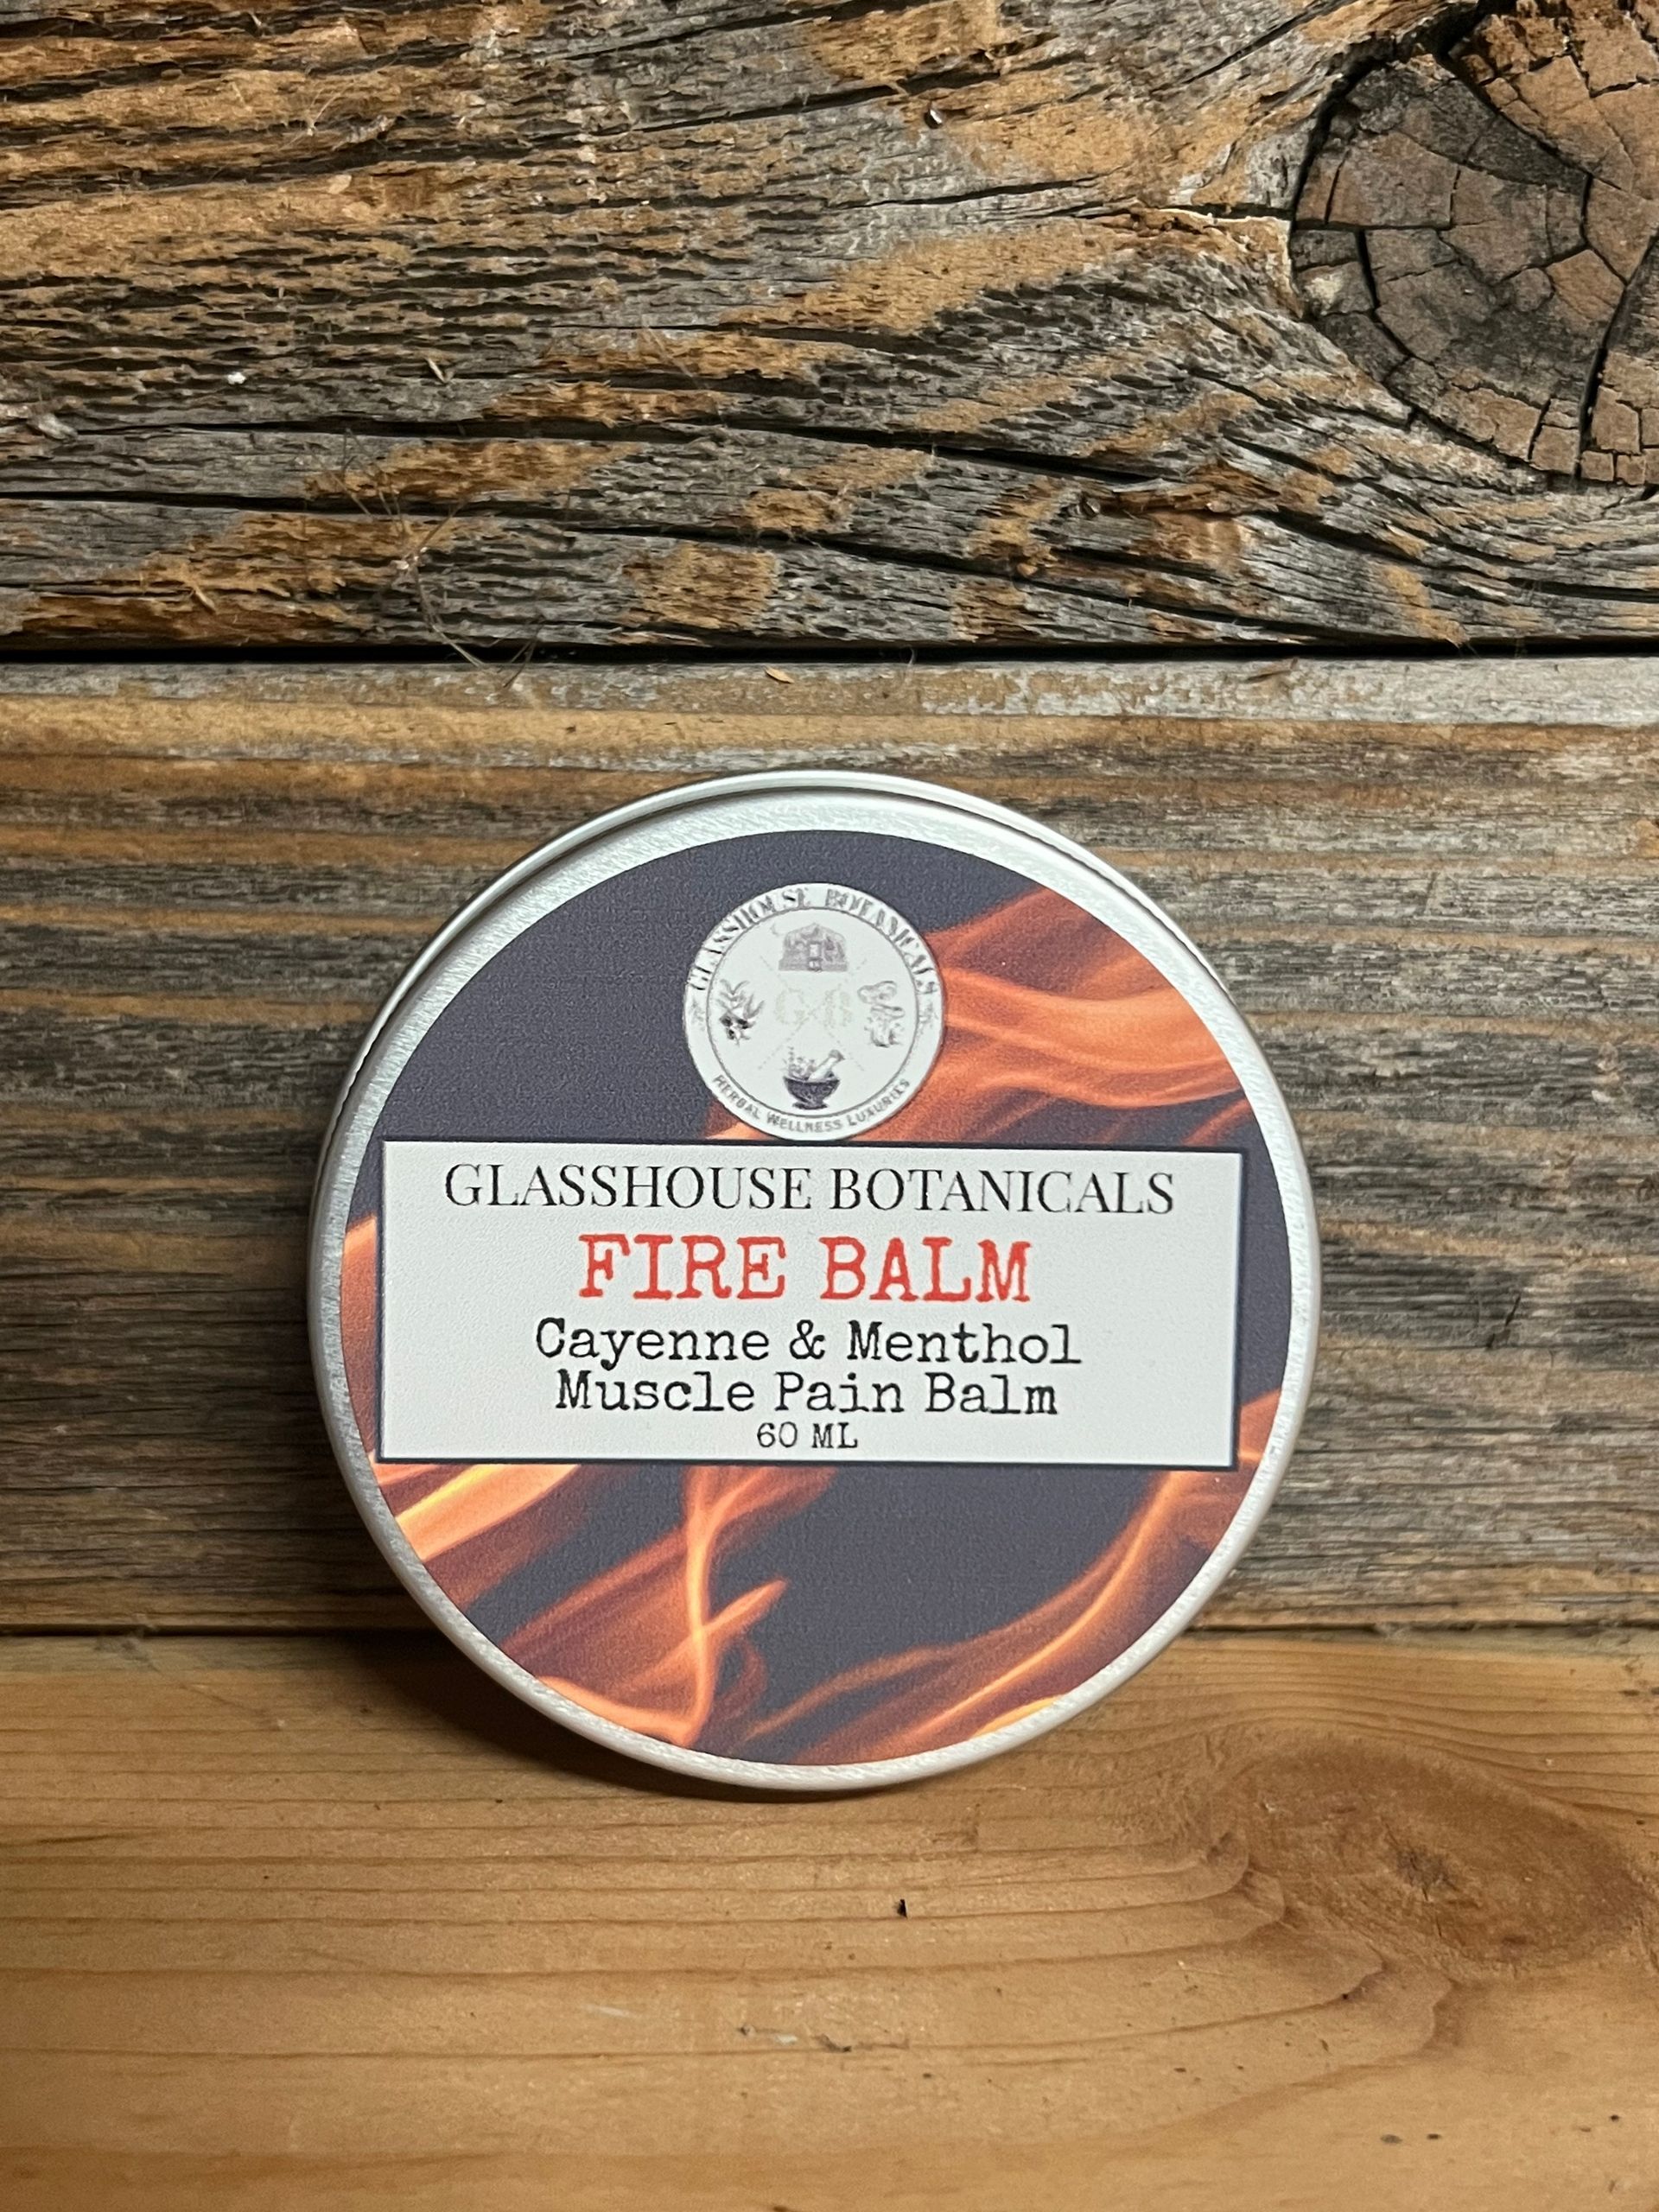 GLASSHOUSE BOTANICALS
G B
HERBAL WELLNESS LUXURIES
GLASSHOUSE BOTANICALS
FIRE BALM
Cayenne & Menthol
Muscle Pain Balm
60 ML